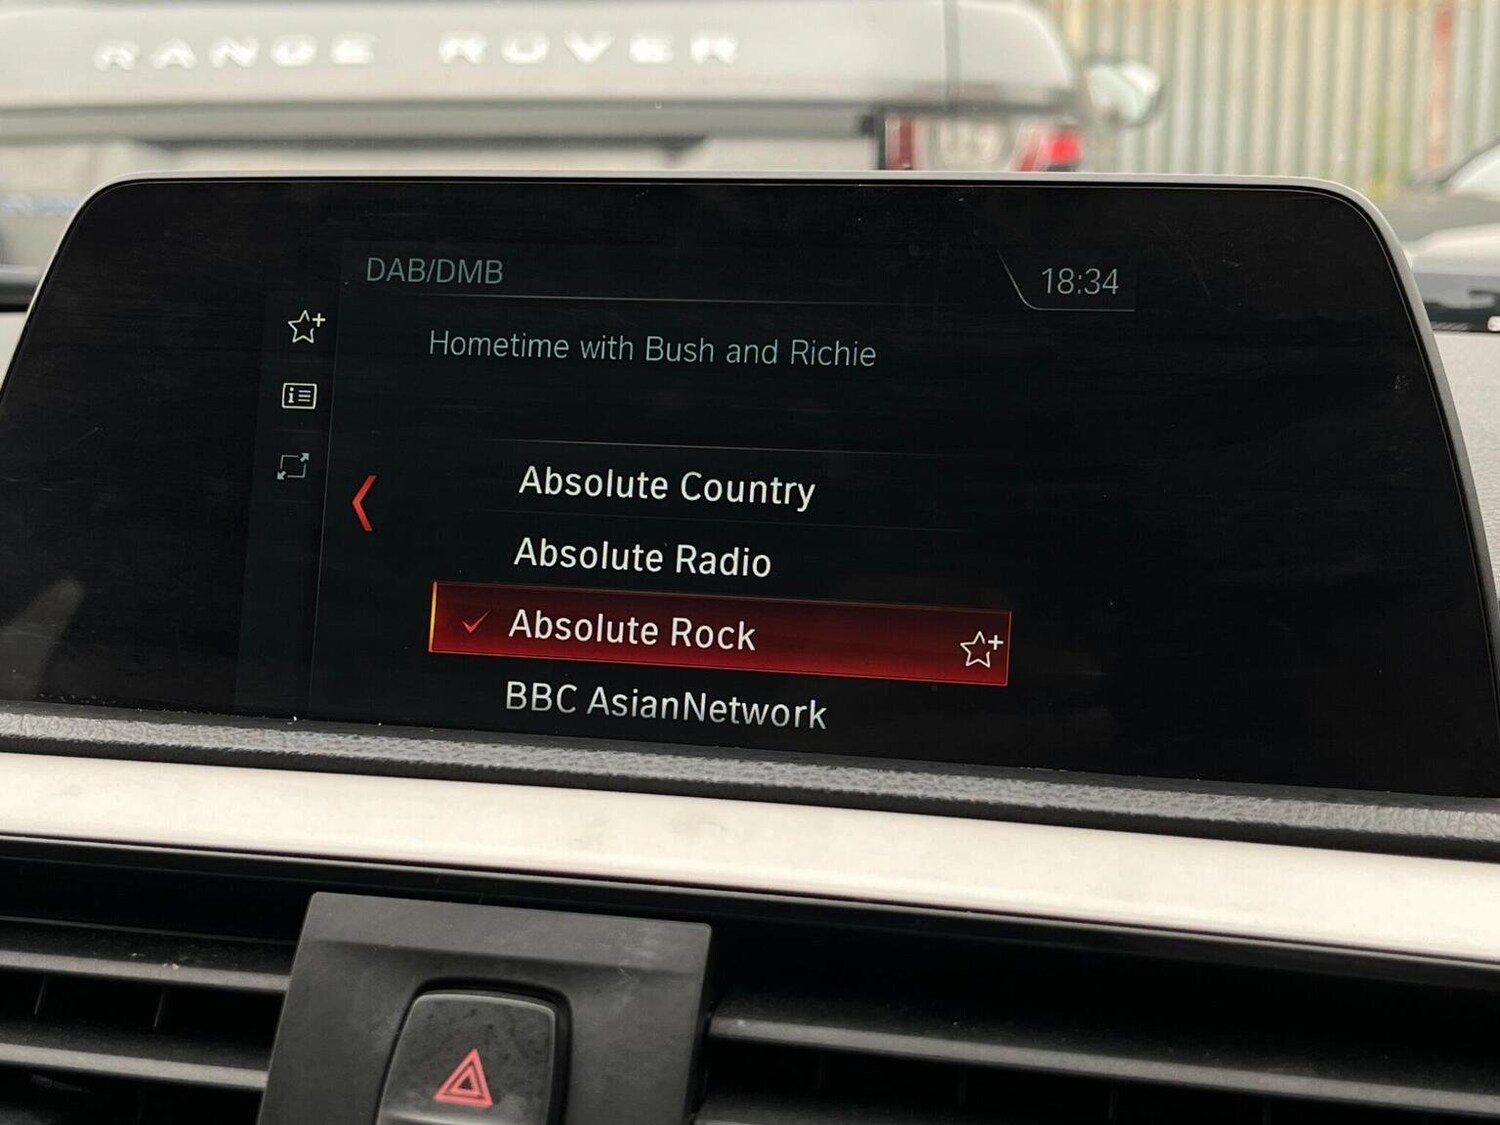 RANGE ROVER
DAB/DMB
18:34
Hometime with Bush and Richie
Absolute Country
Absolute Radio
Absolute Rock
BBC AsianNetwork